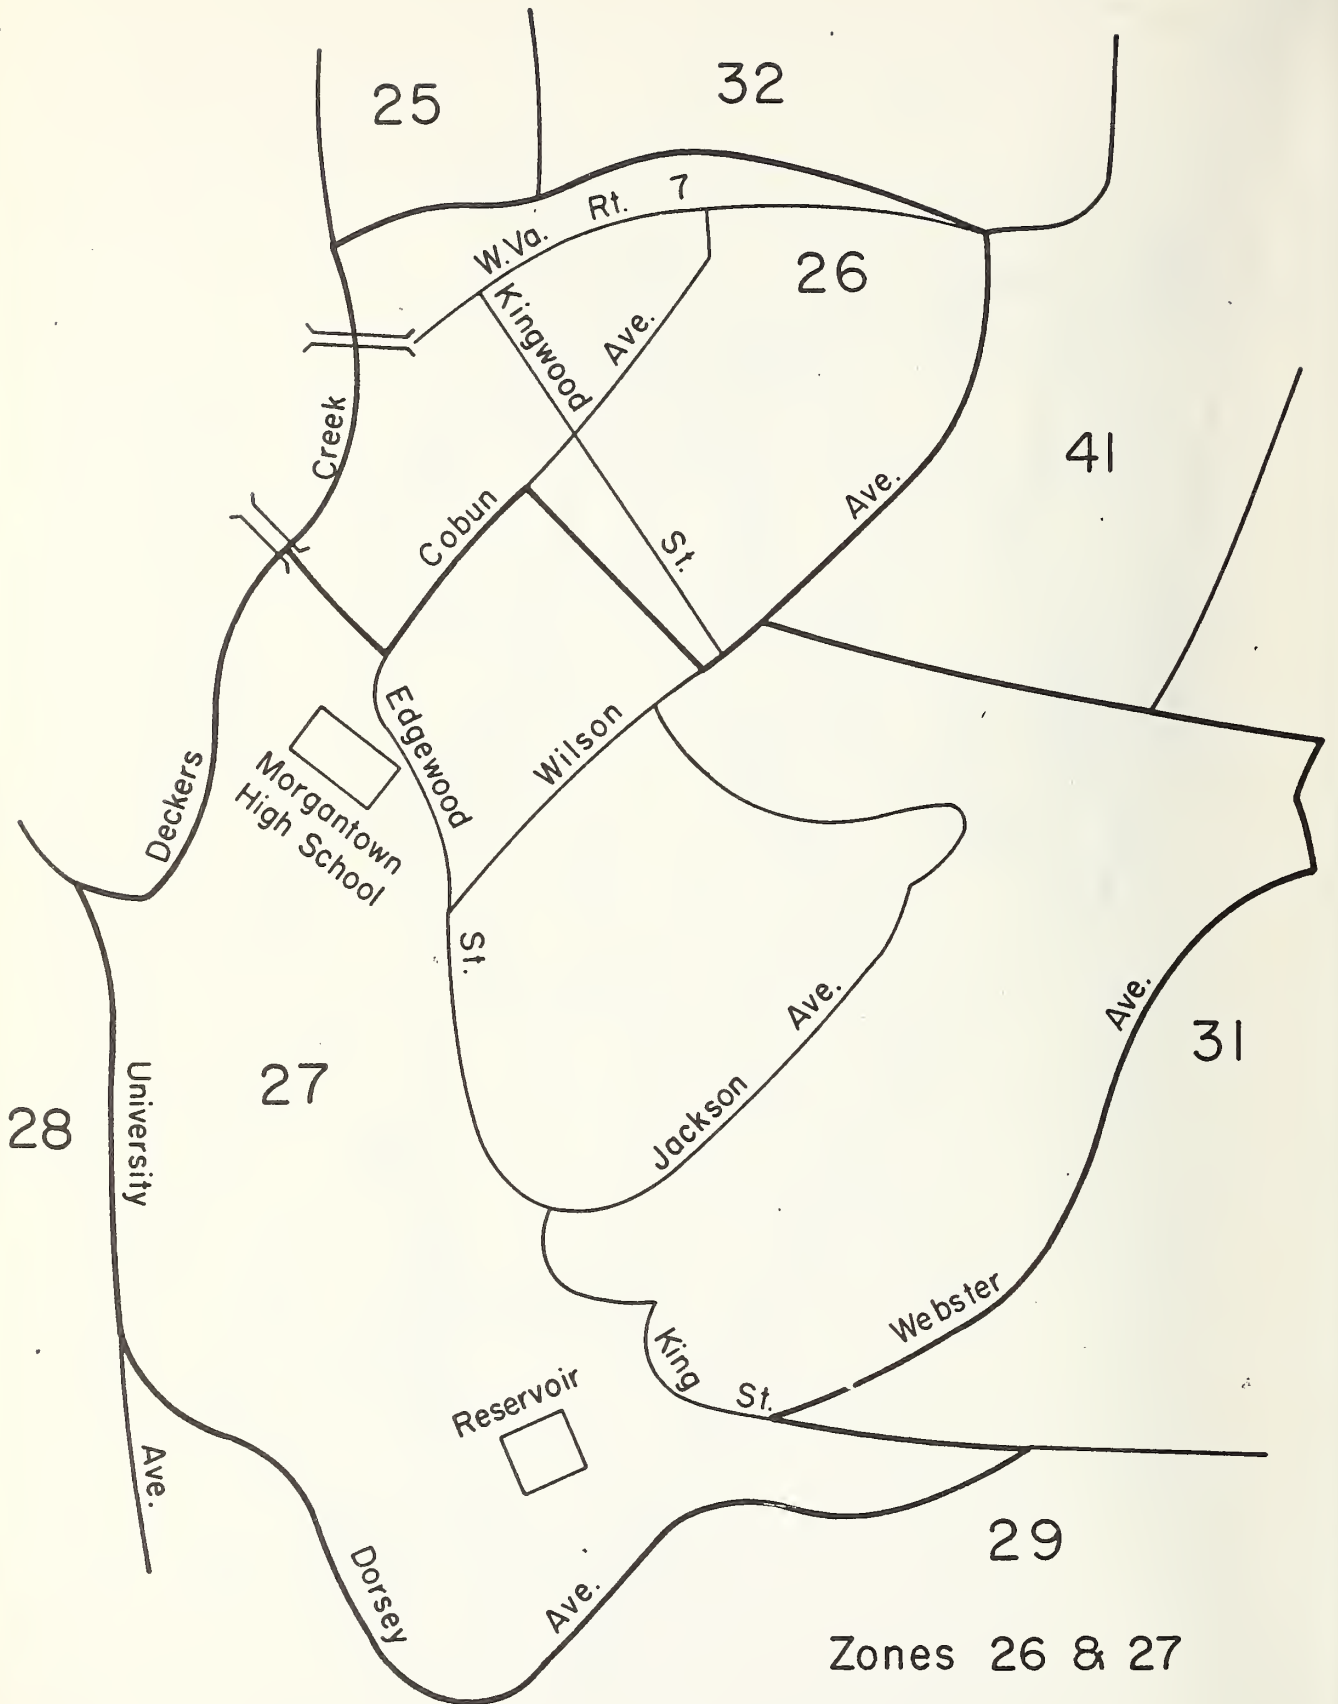 25
32
W.Va. Rt. 7
26
Kingwood St.
Cobun Ave.
41
Deckers Creek
Wilson Ave.
Edgewood St.
Morgantown
High School
Jackson Ave.
27
28
University Ave.
31
Webster Ave.
King St.
Reservoir
Dorsey Ave.
29
Zones 26 & 27